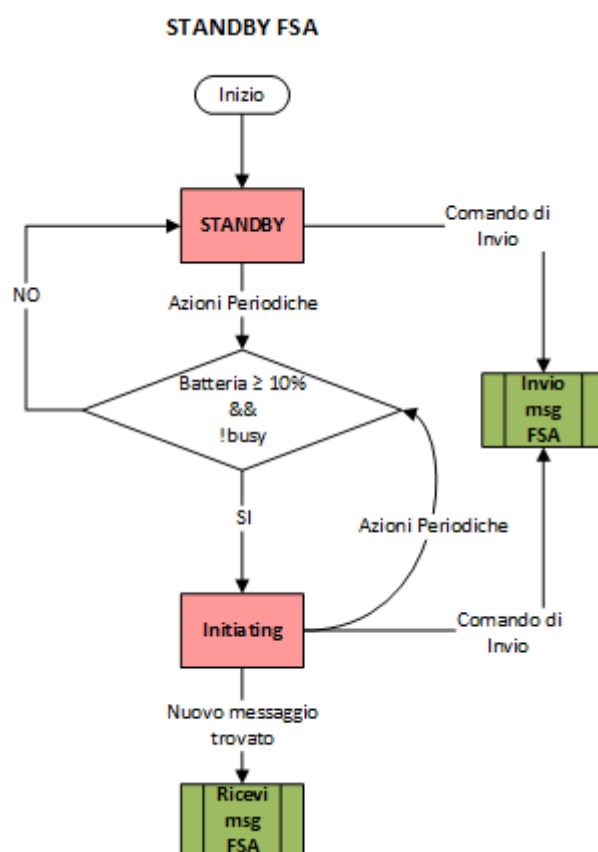 STANDBY FSA
Inizio
STANDBY
Comando di
Invio
NO
Azioni Periodiche
Batteria ≥ 10%
&&
!busy
Invio
msg
FSA
SI
Azioni Periodiche
Initiating
Comando di
Invio
Nuovo messaggio
trovato
Ricevi
msg
FSA